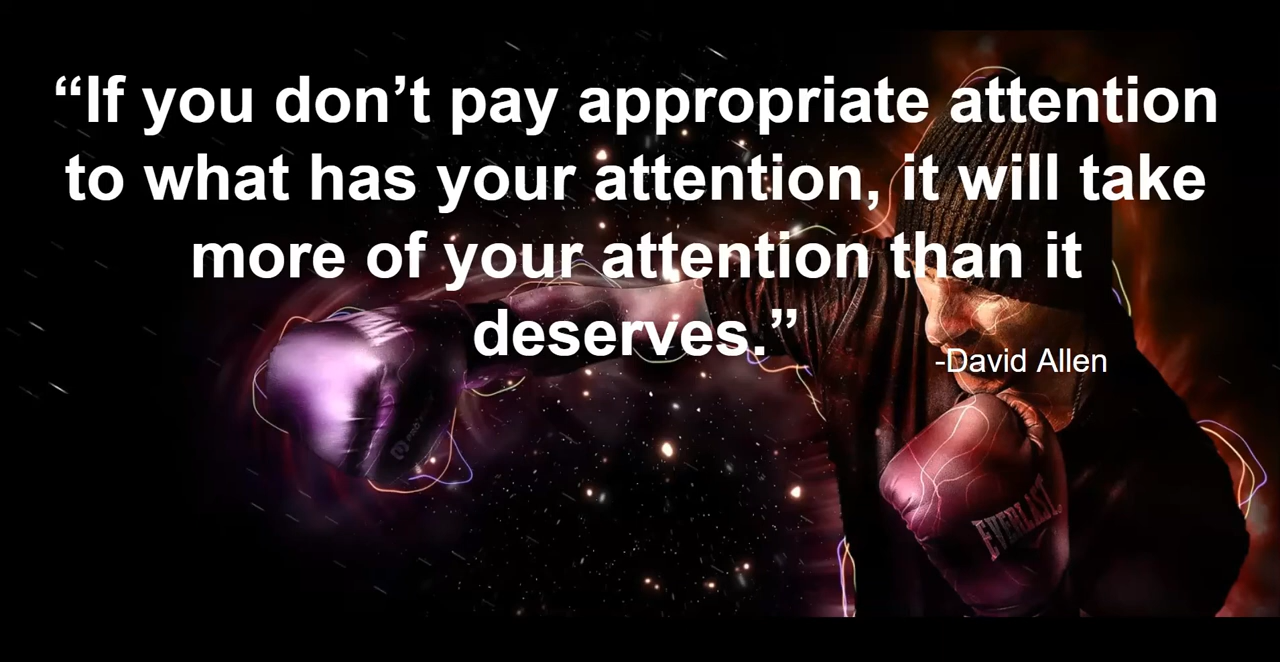 “If you don’t pay appropriate attention
to what has your attention, it will take
more of your attention than it
deserves.”
-David Allen
EVERLAST